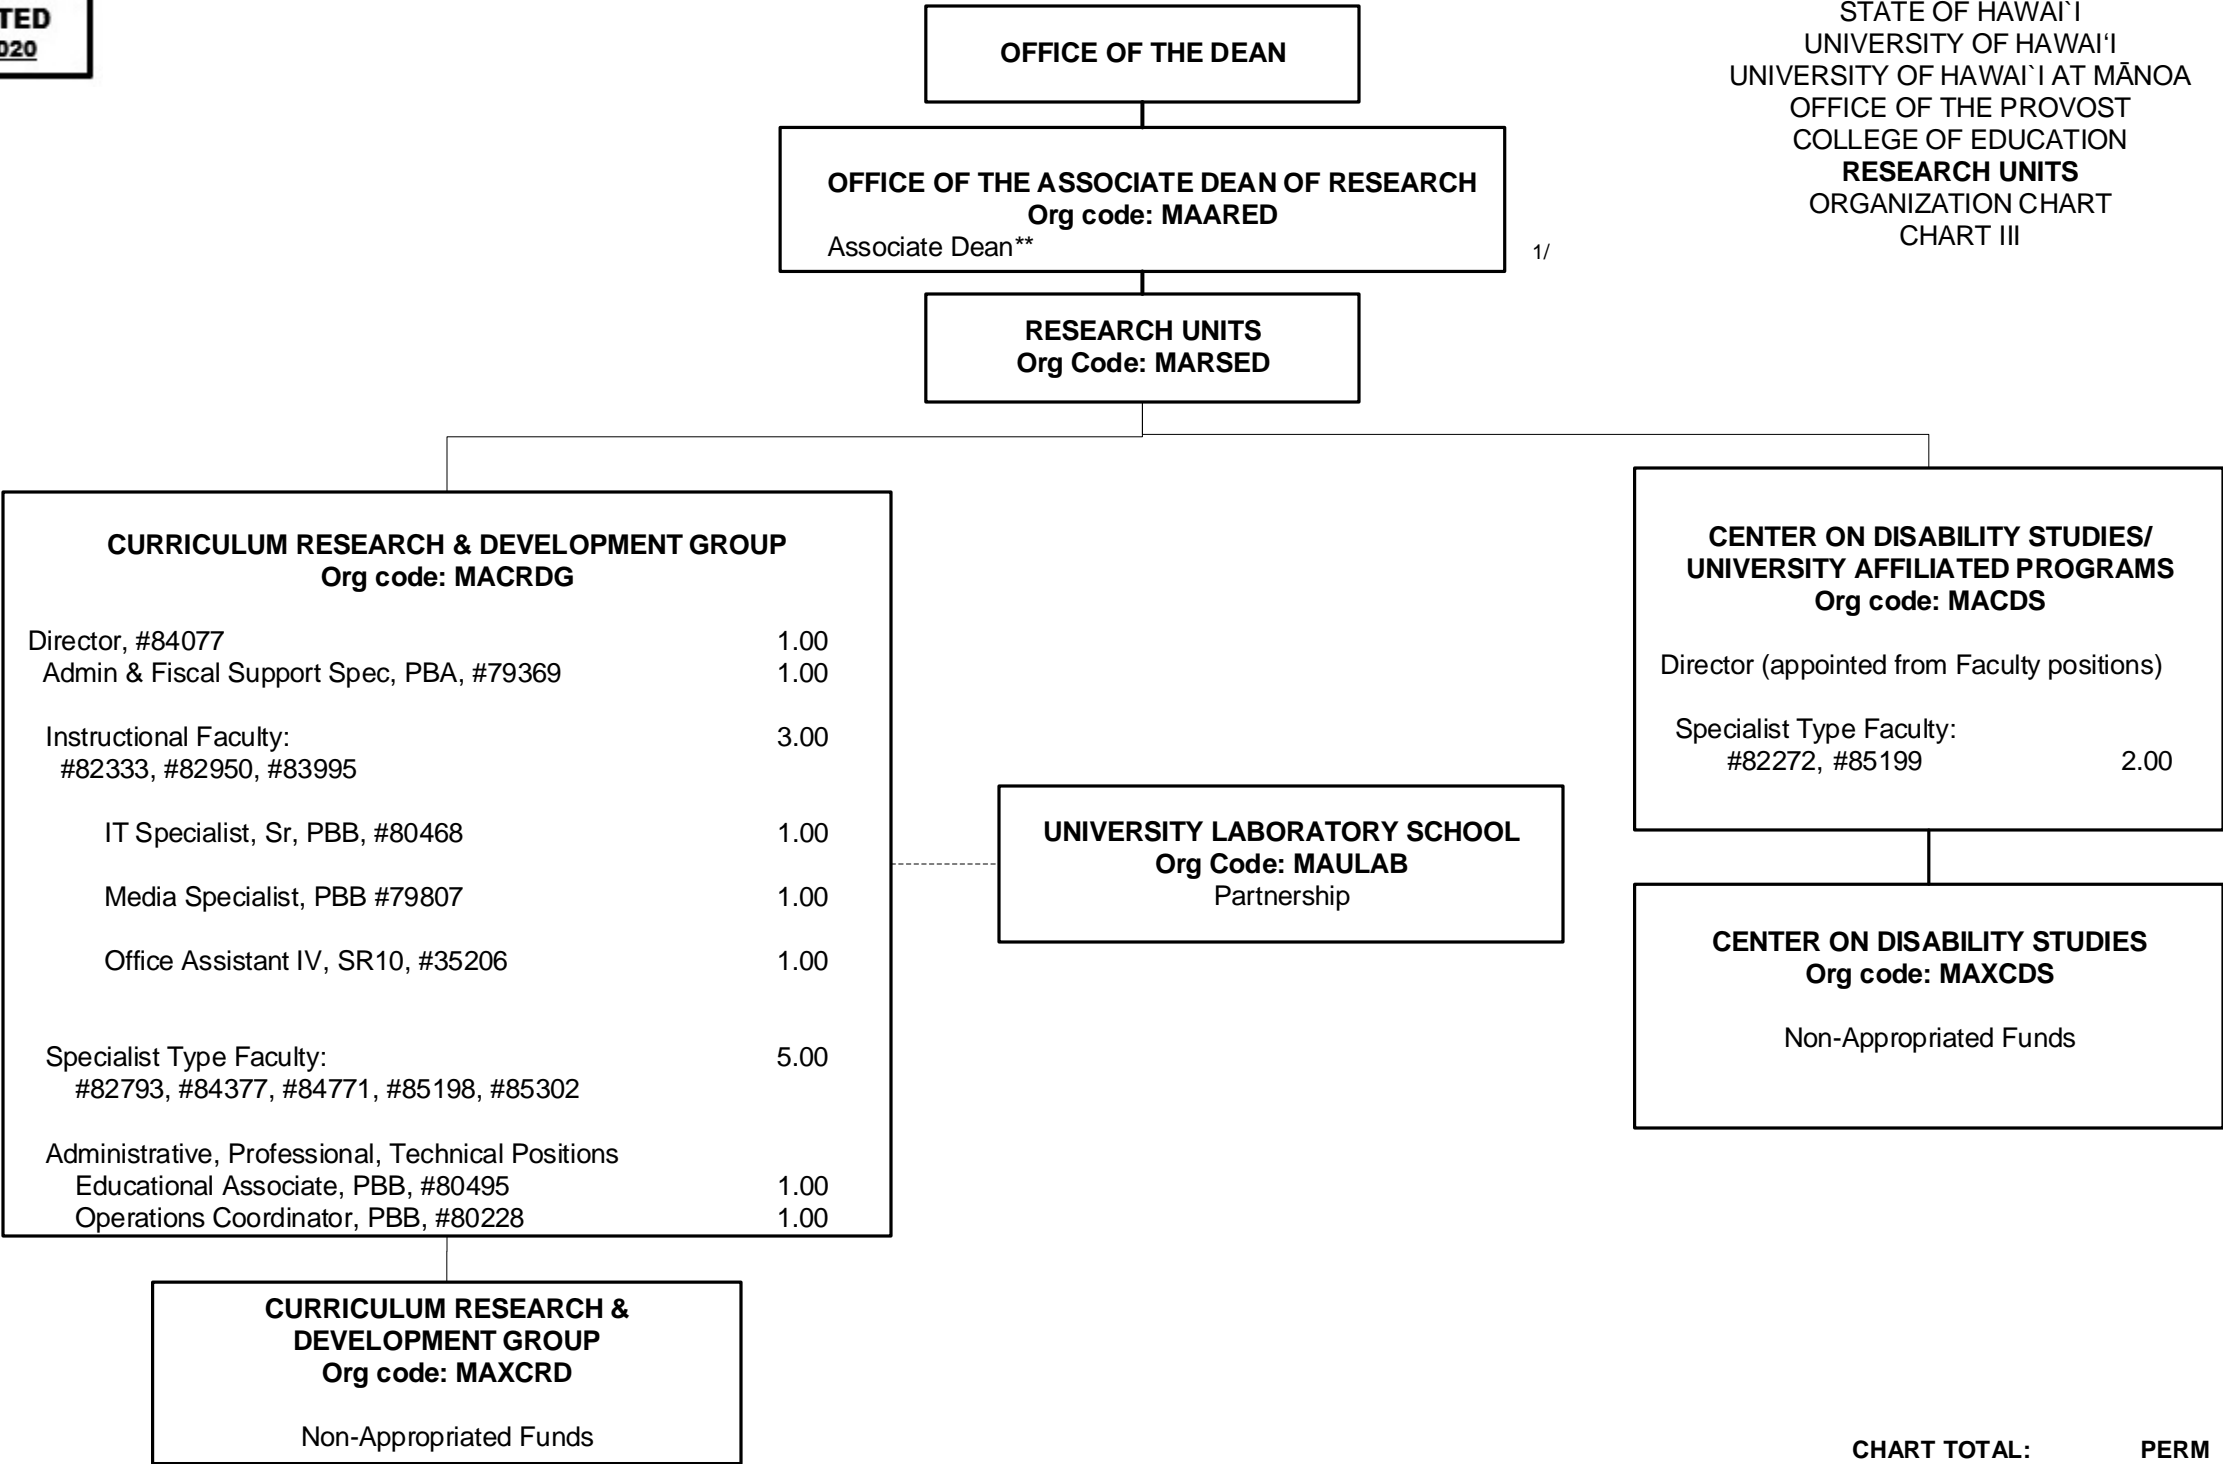 OFFICE OF THE DEAN
STATE OF HAWAI`I
UNIVERSITY OF HAWAI‘I
UNIVERSITY OF HAWAI`I AT MĀNOA
OFFICE OF THE PROVOST
COLLEGE OF EDUCATION
RESEARCH UNITS
ORGANIZATION CHART
CHART III
OFFICE OF THE ASSOCIATE DEAN OF RESEARCH
Org code: MAARED
Associate Dean**
1/
RESEARCH UNITS
Org Code: MARSED
CURRICULUM RESEARCH & DEVELOPMENT GROUP
Org code: MACRDG
Director, #84077 1.00
Admin & Fiscal Support Spec, PBA, #79369 1.00
Instructional Faculty: 3.00
#82333, #82950, #83995
IT Specialist, Sr, PBB, #80468 1.00
Media Specialist, PBB #79807 1.00
Office Assistant IV, SR10, #35206 1.00
Specialist Type Faculty: 5.00
#82793, #84377, #84771, #85198, #85302
Administrative, Professional, Technical Positions
Educational Associate, PBB, #80495 1.00
Operations Coordinator, PBB, #80228 1.00
UNIVERSITY LABORATORY SCHOOL
Org Code: MAULAB
Partnership
CENTER ON DISABILITY STUDIES/
UNIVERSITY AFFILIATED PROGRAMS
Org code: MACDS
Director (appointed from Faculty positions)
Specialist Type Faculty:
#82272, #85199 2.00
CENTER ON DISABILITY STUDIES
Org code: MAXCDS
Non-Appropriated Funds
CURRICULUM RESEARCH &
DEVELOPMENT GROUP
Org code: MAXCRD
Non-Appropriated Funds
CHART TOTAL: PERM